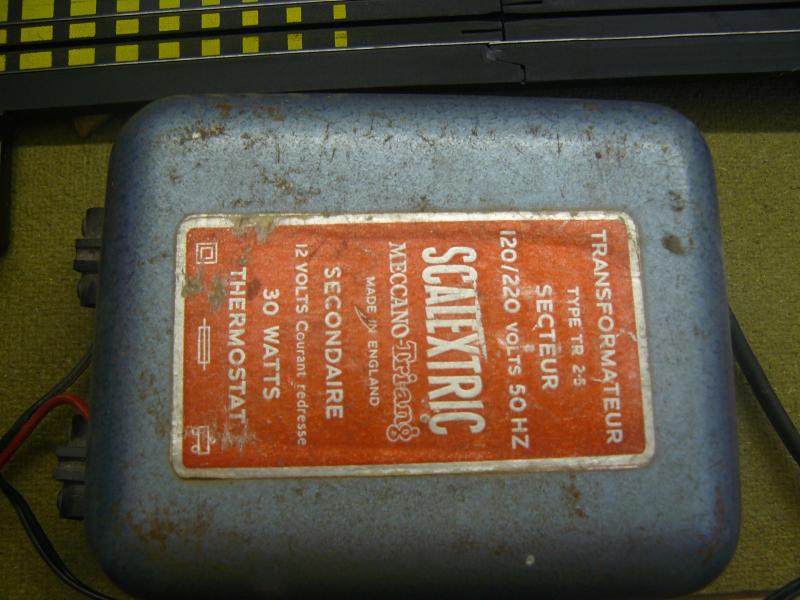 TRANSFORMATEUR
TYPE TR 2-5
SECTEUR
120/220 VOLTS 50 HZ
SCALEXTRIC
MECCANO-Triang
MADE IN ENGLAND
SECONDAIRE
12 VOLTS Courant redresse
30 WATTS
THERMOSTAT